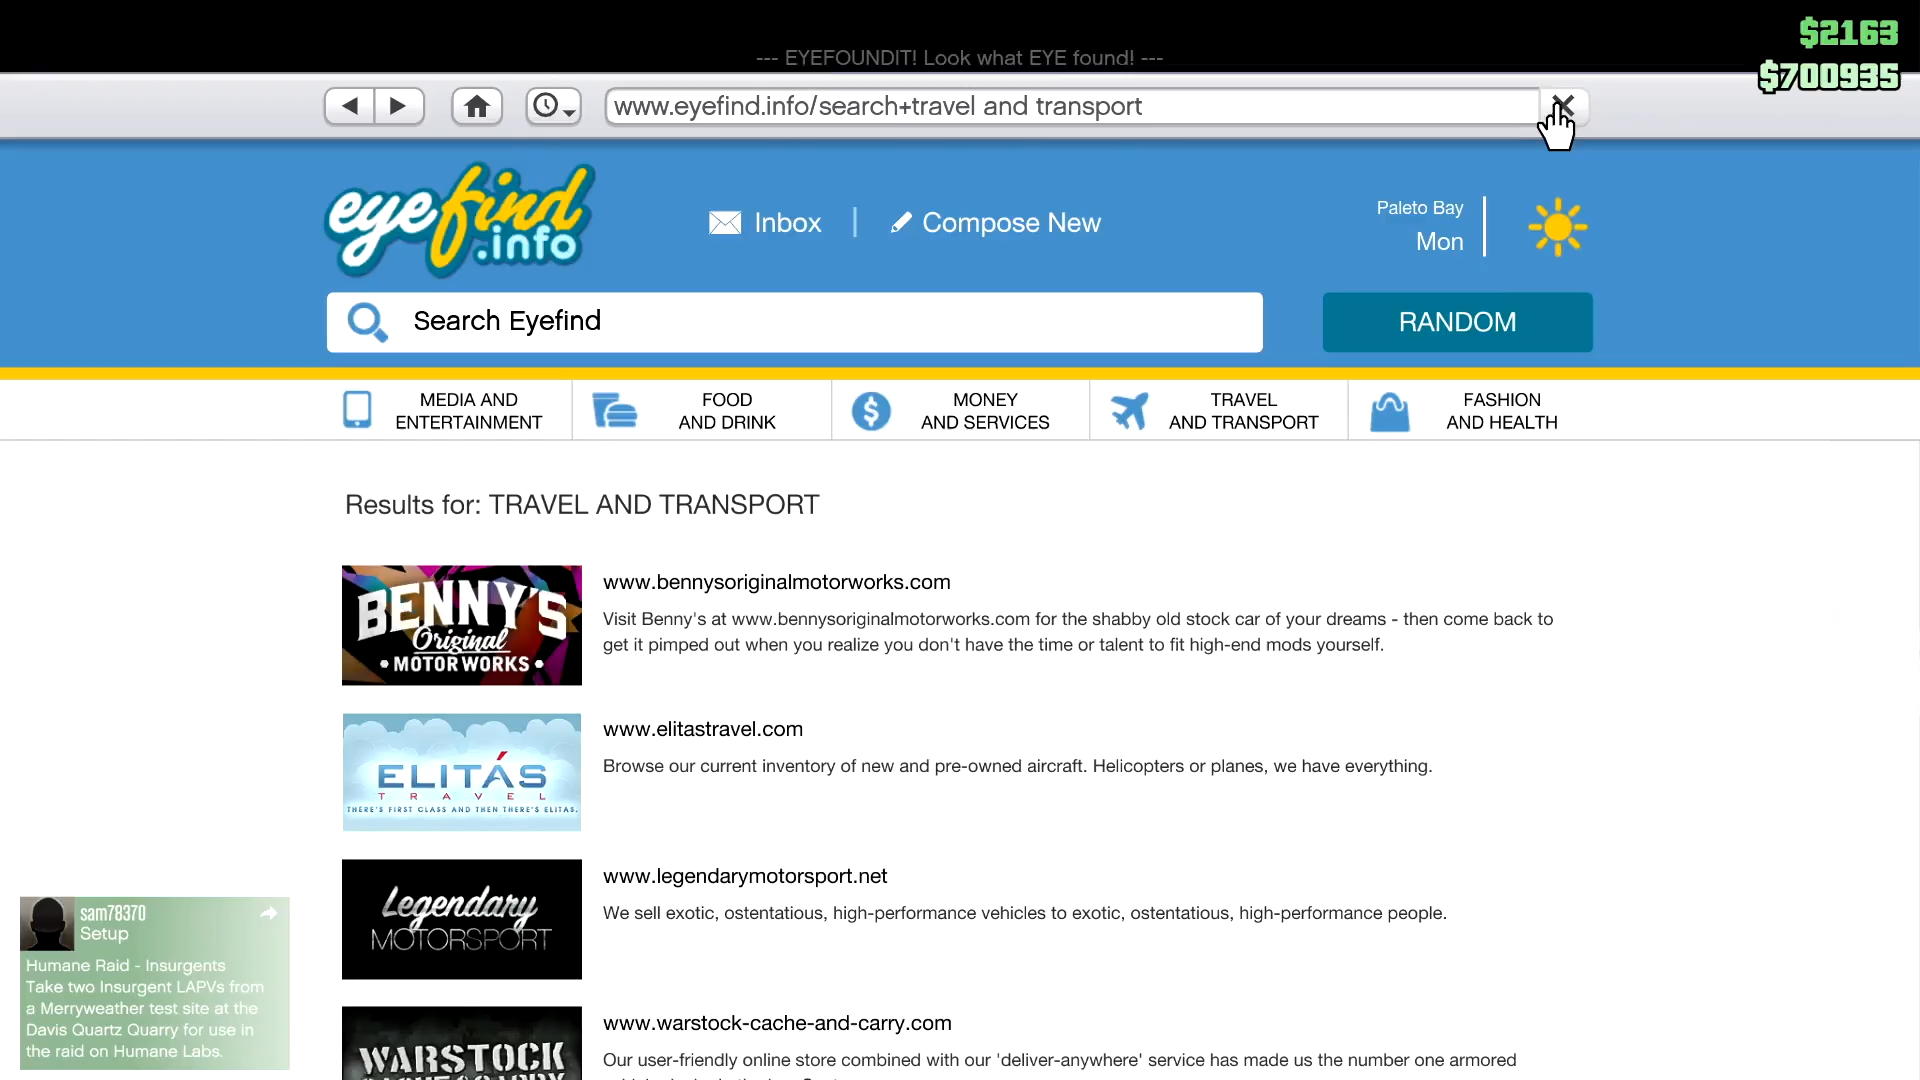 $2163
--- EYEFOUNDIT! Look what EYE found! ---
$700935
www.eyefind.info/search+travel and transport
eyefind
.info
Inbox
Compose New
Paleto Bay
Mon
Search Eyefind
RANDOM
MEDIA AND
ENTERTAINMENT
FOOD
AND DRINK
MONEY
AND SERVICES
TRAVEL
AND TRANSPORT
FASHION
AND HEALTH
Results for: TRAVEL AND TRANSPORT
BENNY'S
Original
MOTOR WORKS
www.bennysoriginalmotorworks.com
Visit Benny's at www.bennysoriginalmotorworks.com for the shabby old stock car of your dreams - then come back to
get it pimped out when you realize you don't have the time or talent to fit high-end mods yourself.
ELITÁS
TRAVEL
THERE'S FIRST CLASS AND THEN THERE'S ELITAS.
www.elitastravel.com
Browse our current inventory of new and pre-owned aircraft. Helicopters or planes, we have everything.
Legendary
MOTORSPORT
www.legendarymotorsport.net
We sell exotic, ostentatious, high-performance vehicles to exotic, ostentatious, high-performance people.
WARSTOCK
www.warstock-cache-and-carry.com
Our user-friendly online store combined with our 'deliver-anywhere' service has made us the number one armored
sam78370
Setup
Humane Raid - Insurgents
Take two Insurgent LAPVs from
a Merryweather test site at the
Davis Quartz Quarry for use in
the raid on Humane Labs.